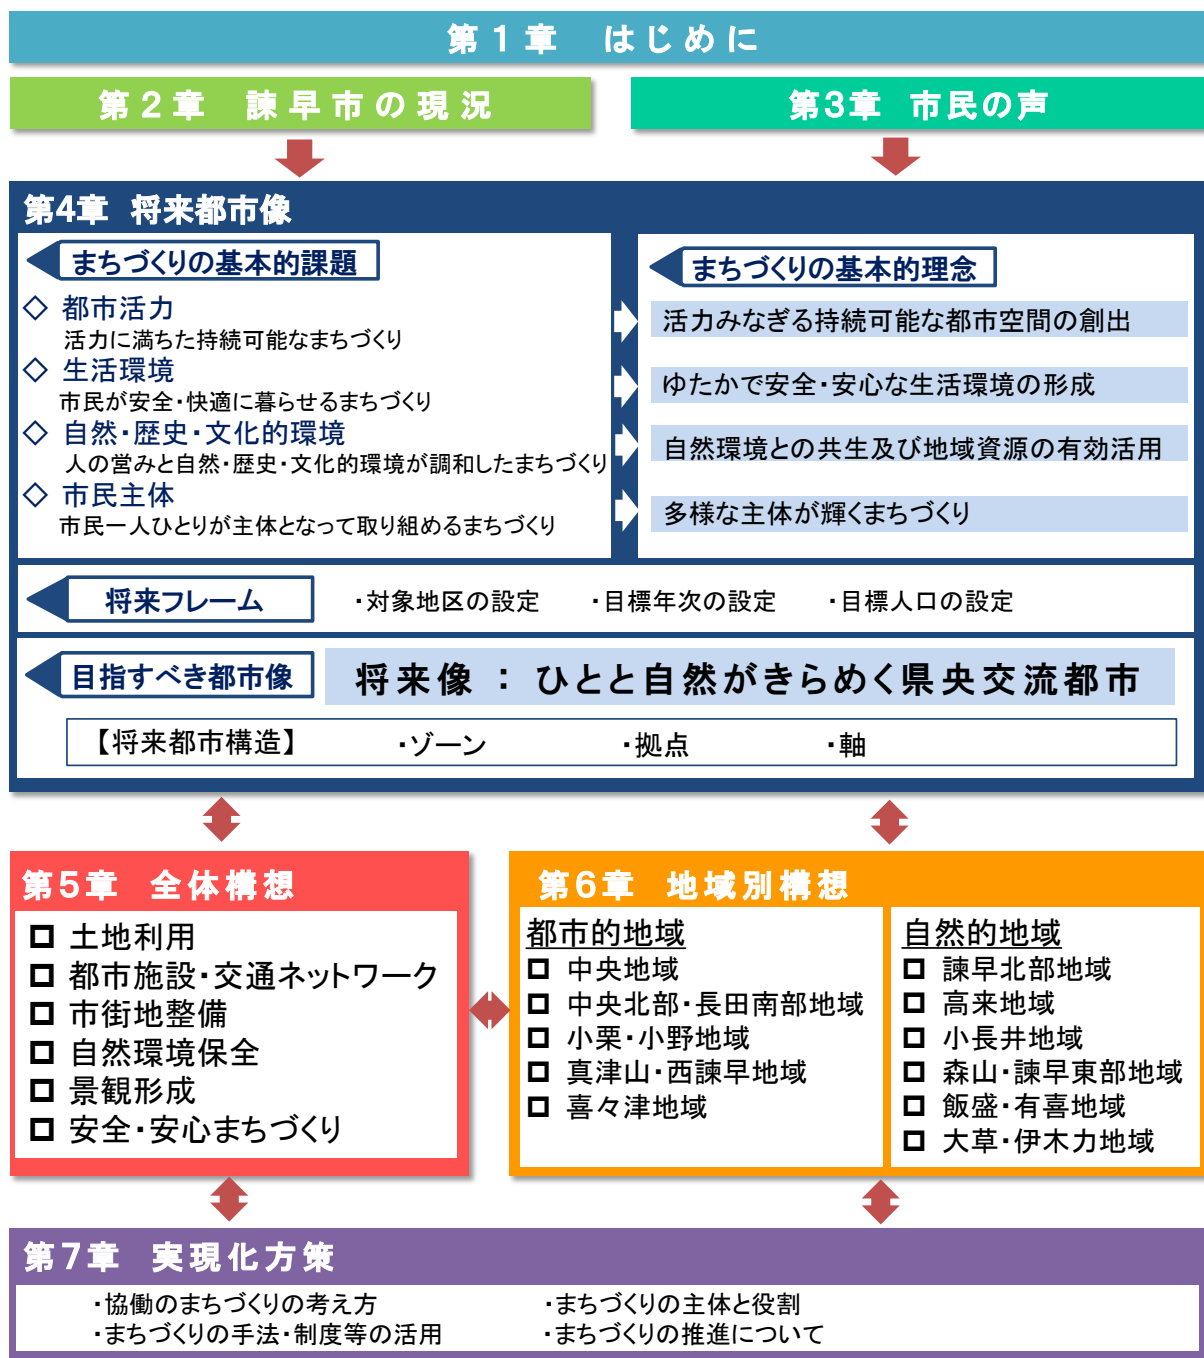 第１章　はじめに
第２章　諫早市の現況
第3章　市民の声
第4章　将来都市像
まちづくりの基本的課題
◇ 都市活力
活力に満ちた持続可能なまちづくり
◇ 生活環境
市民が安全・快適に暮らせるまちづくり
◇ 自然・歴史・文化的環境
人の営みと自然・歴史・文化的環境が調和したまちづくり
◇ 市民主体
市民一人ひとりが主体となって取り組めるまちづくり
まちづくりの基本的理念
活力みなぎる持続可能な都市空間の創出
ゆたかで安全・安心な生活環境の形成
自然環境との共生及び地域資源の有効活用
多様な主体が輝くまちづくり
将来フレーム
・対象地区の設定　・目標年次の設定　・目標人口の設定
目指すべき都市像
将来像：ひとと自然がきらめく県央交流都市
【将来都市構造】　・ゾーン　・拠点　・軸
第５章　全体構想
土地利用
都市施設・交通ネットワーク
市街地整備
自然環境保全
景観形成
安全・安心まちづくり
第６章　地域別構想
都市的地域
中央地域
中央北部・長田南部地域
小栗・小野地域
真津山・西諫早地域
喜々津地域
自然的地域
諫早北部地域
高来地域
小長井地域
森山・諫早東部地域
飯盛・有喜地域
大草・伊木力地域
第７章　実現化方策
・協働のまちづくりの考え方
・まちづくりの手法・制度等の活用
・まちづくりの主体と役割
・まちづくりの推進について